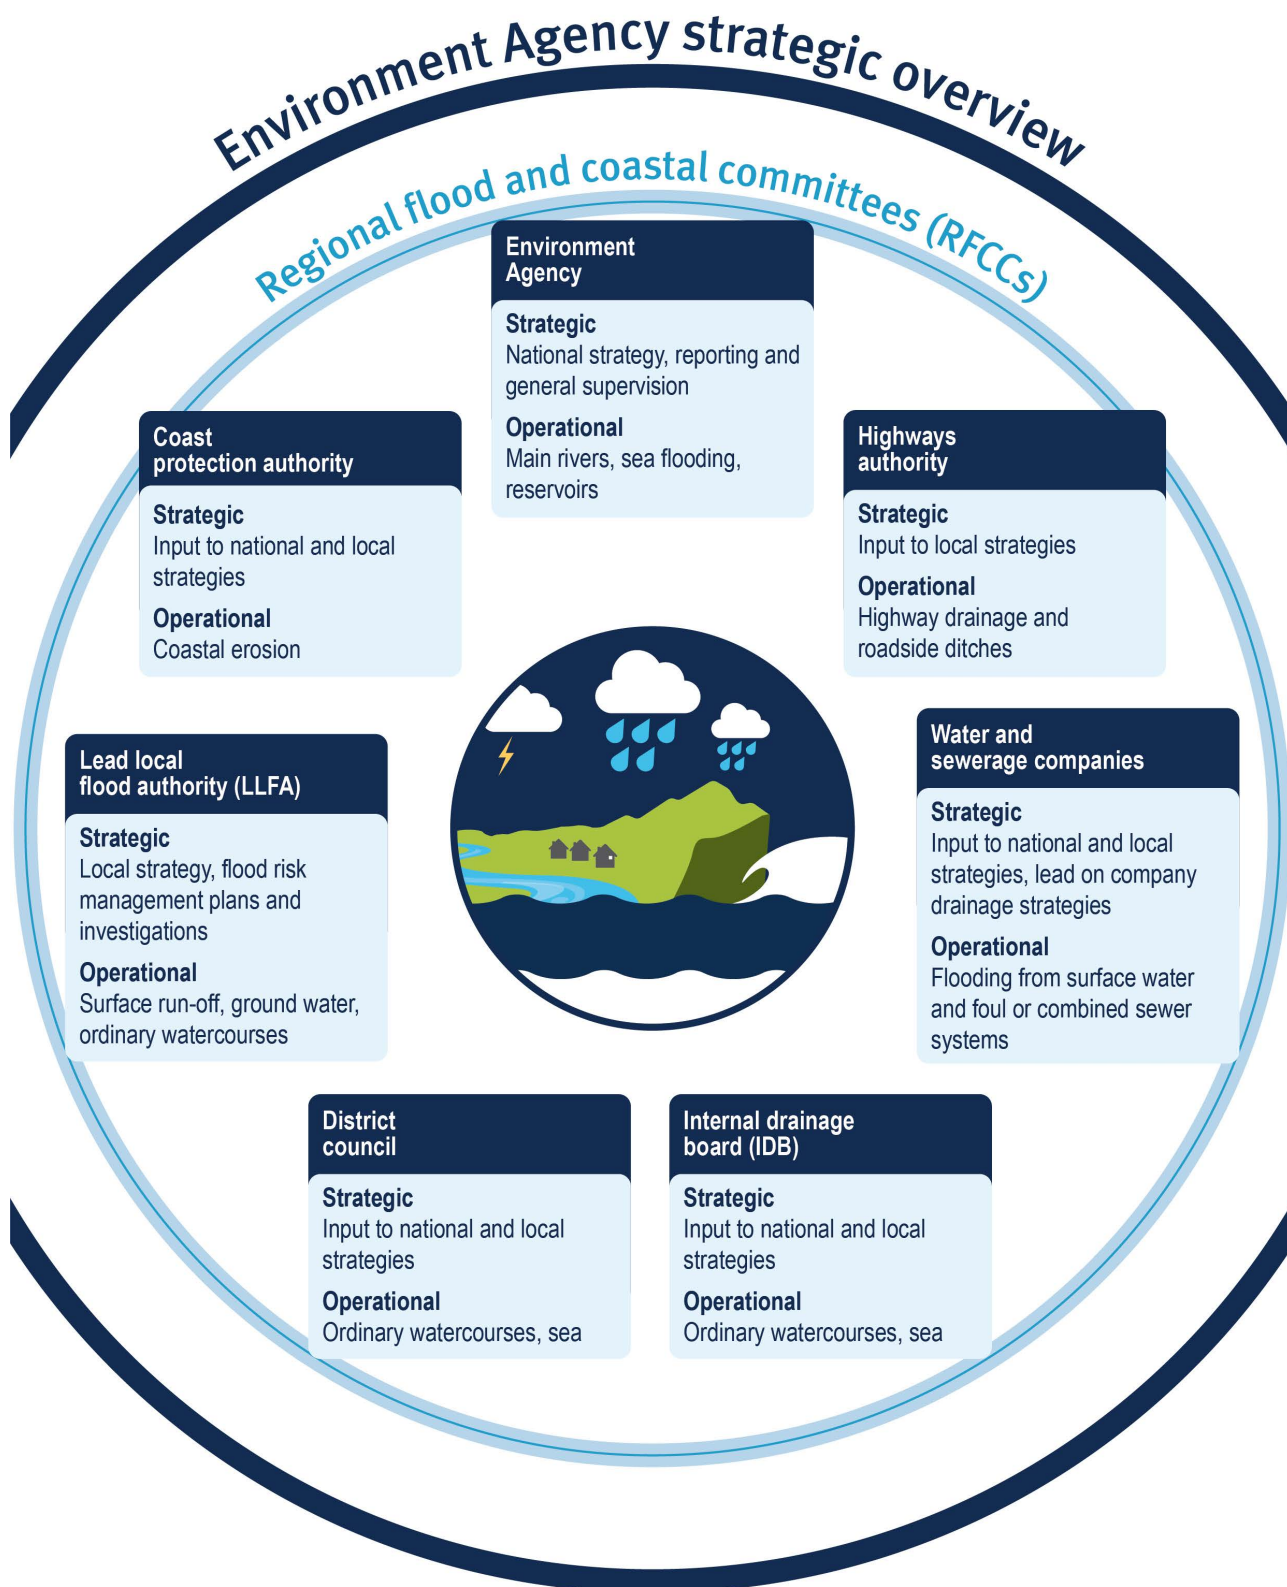 Environment Agency strategic overview
Regional flood and coastal committees (RFCCs)
Environment
Agency
Strategic
National strategy, reporting and
general supervision
Operational
Main rivers, sea flooding,
reservoirs
Coast
protection authority
Strategic
Input to national and local
strategies
Operational
Coastal erosion
Highways
authority
Strategic
Input to local strategies
Operational
Highway drainage and
roadside ditches
Lead local
flood authority (LLFA)
Strategic
Local strategy, flood risk
management plans and
investigations
Operational
Surface run-off, ground water,
ordinary watercourses
Water and
sewerage companies
Strategic
Input to national and local
strategies, lead on company
drainage strategies
Operational
Flooding from surface water
and foul or combined sewer
systems
District
council
Strategic
Input to national and local
strategies
Operational
Ordinary watercourses, sea
Internal drainage
board (IDB)
Strategic
Input to national and local
strategies
Operational
Ordinary watercourses, sea